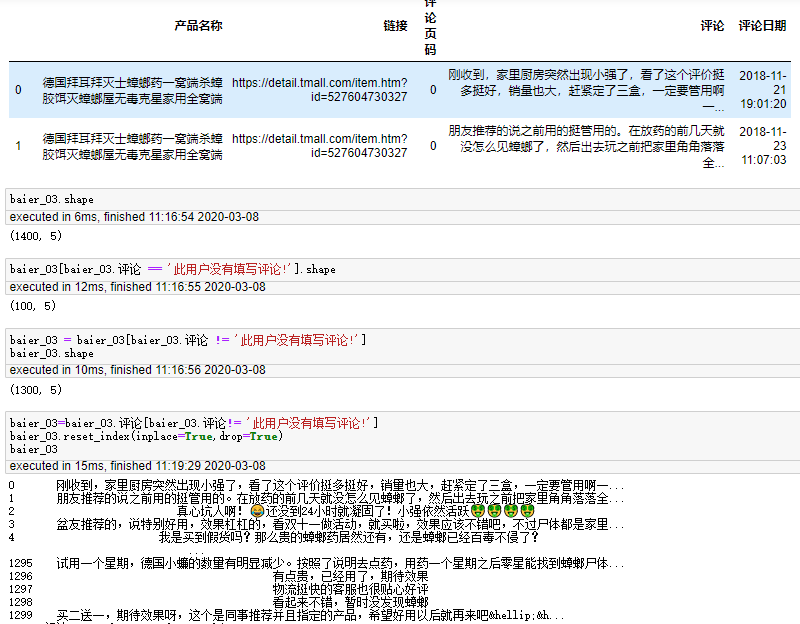 产品名称 链接 评论页码 评论 评论日期
0 德国拜耳拜灭士蟑螂药一窝端杀蟑 https://detail.tmall.com/item.htm? 0 刚收到，家里厨房突然出现小强了，看了这个评价挺 2018-11-
胶饵灭蟑螂屋无毒克星家用全窝端 id=527604730327 多挺好，销量也大，赶紧定了三盒，一定要管用啊 21
一... 19:01:20
1 德国拜耳拜灭士蟑螂药一窝端杀蟑 https://detail.tmall.com/item.htm? 0 朋友推荐的说之前用的挺管用的。在放药的前几天就 2018-11-
胶饵灭蟑螂屋无毒克星家用全窝端 id=527604730327 没怎么见蟑螂了，然后出去玩之前把家里角角落落 23
全... 11:07:03
baier_03.shape
executed in 6ms, finished 11:16:54 2020-03-08
(1400, 5)
baier_03[baier_03.评论 == '此用户没有填写评论!'].shape
executed in 12ms, finished 11:16:55 2020-03-08
(100, 5)
baier_03 = baier_03[baier_03.评论 != '此用户没有填写评论!']
baier_03.shape
executed in 10ms, finished 11:16:56 2020-03-08
(1300, 5)
baier_03=baier_03.评论[baier_03.评论!= '此用户没有填写评论!']
baier_03.reset_index(inplace=True,drop=True)
baier_03
executed in 15ms, finished 11:19:29 2020-03-08
0 刚收到，家里厨房突然出现小强了，看了这个评价挺多挺好，销量也大，赶紧定了三盒，一定要管用啊一...
1 朋友推荐的说之前用的挺管用的。在放药的前几天就没怎么见蟑螂了，然后出去玩之前把家里角角落落全...
2 真心坑人啊！😂还没到24小时就凝固了！小强依然活跃🤑🤑🤑🤑
3 盆友推荐的，说特别好用，效果杠杠的，看双十一做活动，就买啦，效果应该不错吧，不过尸体都是家里...
4 我是买到假货吗？那么贵的蟑螂药居然还有，还是蟑螂已经百毒不侵了？
...
1295 试用一个星期，德国小蠊的数量有明显减少。按照了说明去点药，用药一个星期之后零星能找到蟑螂尸体...
1296 有点贵，已经用了，期待效果
1297 物流挺快的客服也很贴心好评
1298 看起来不错，暂时没发现蟑螂
1299 买二送一，期待效果呀，这个是同事推荐并且指定的产品，希望好用以后就再来吧&hellip;&h...